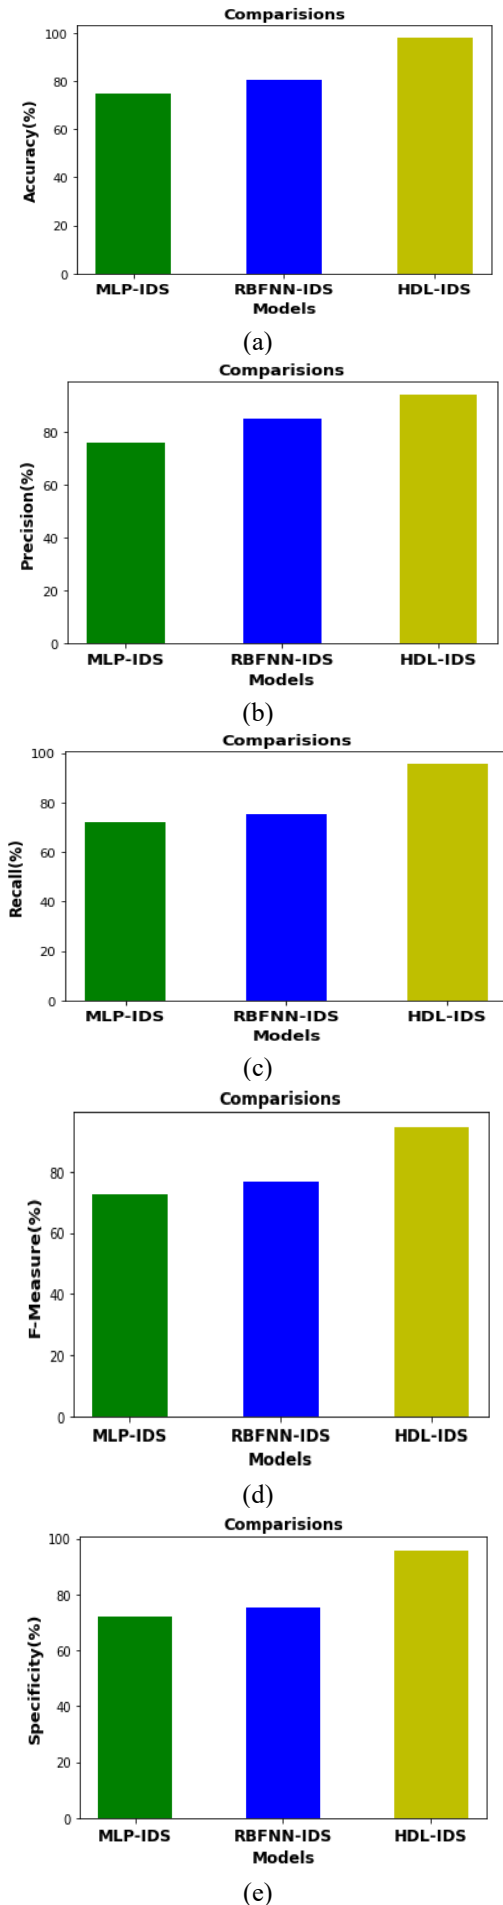 Comparisions
100
80
60
40
20
0
Accuracy(%)
MLP-IDS RBFNN-IDS HDL-IDS
Models
(a)
Comparisions
80
60
40
20
0
Precision(%)
MLP-IDS RBFNN-IDS HDL-IDS
Models
(b)
Comparisions
100
80
60
40
20
0
Recall(%)
MLP-IDS RBFNN-IDS HDL-IDS
Models
(c)
Comparisions
80
60
40
20
0
F-Measure(%)
MLP-IDS RBFNN-IDS HDL-IDS
Models
(d)
Comparisions
100
80
60
40
20
0
Specificity(%)
MLP-IDS RBFNN-IDS HDL-IDS
Models
(e)